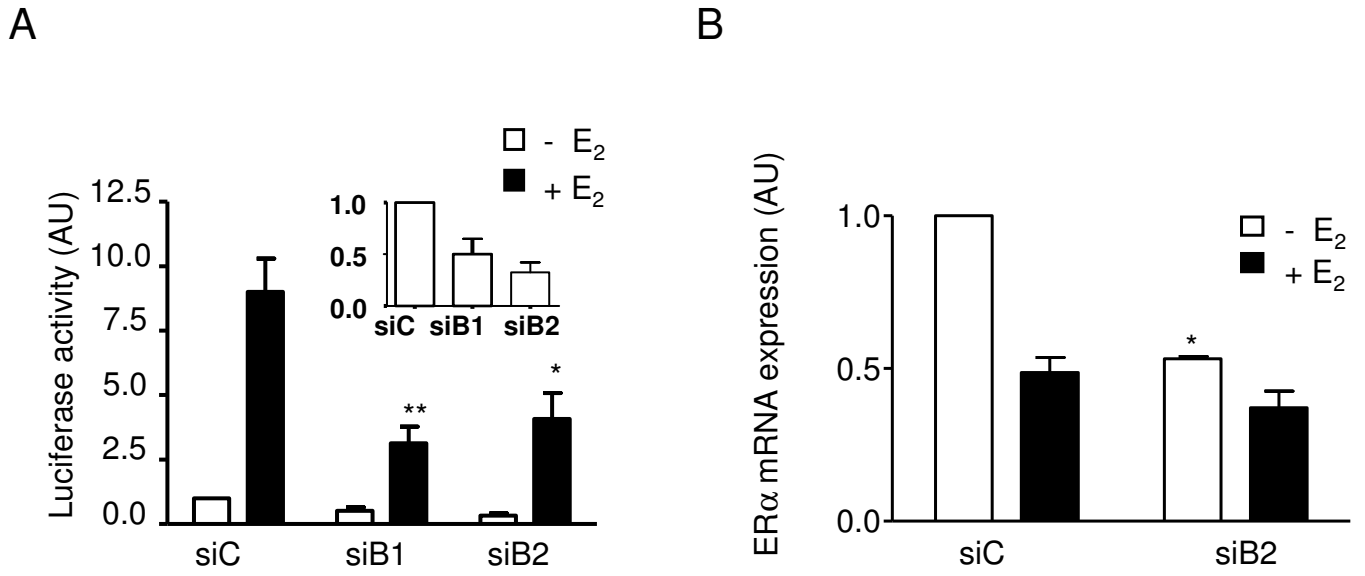 A
Luciferase activity (AU)
12.5
10.0
7.5
5.0
2.5
0.0
- E₂
+ E₂
1.0
0.5
0.0
siC siB1 siB2
**
*
siC siB1 siB2
B
ERα mRNA expression (AU)
1.0
0.5
0.0
- E₂
+ E₂
*
siC siB2